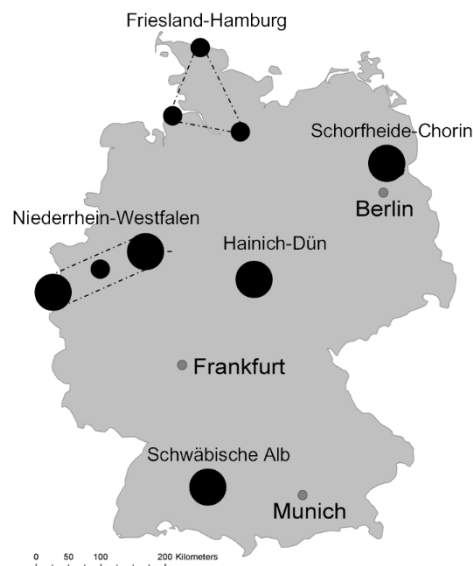 Friesland-Hamburg
Schorfheide-Chorin
Berlin
Niederrhein-Westfalen
Hainich-Dün
Frankfurt
Schwäbische Alb
Munich
0 50 100 200 Kilometers